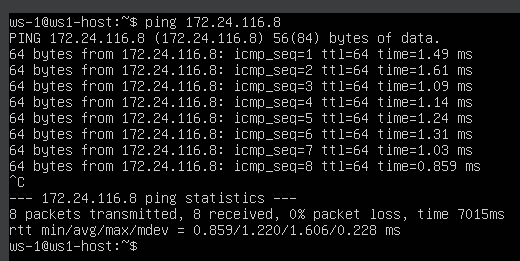 ws-1@ws1-host:~$ ping 172.24.116.8
PING 172.24.116.8 (172.24.116.8) 56(84) bytes of data.
64 bytes from 172.24.116.8: icmp_seq=1 ttl=64 time=1.49 ms
64 bytes from 172.24.116.8: icmp_seq=2 ttl=64 time=1.61 ms
64 bytes from 172.24.116.8: icmp_seq=3 ttl=64 time=1.09 ms
64 bytes from 172.24.116.8: icmp_seq=4 ttl=64 time=1.14 ms
64 bytes from 172.24.116.8: icmp_seq=5 ttl=64 time=1.24 ms
64 bytes from 172.24.116.8: icmp_seq=6 ttl=64 time=1.31 ms
64 bytes from 172.24.116.8: icmp_seq=7 ttl=64 time=1.03 ms
64 bytes from 172.24.116.8: icmp_seq=8 ttl=64 time=0.859 ms
^C
--- 172.24.116.8 ping statistics ---
8 packets transmitted, 8 received, 0% packet loss, time 7015ms
rtt min/avg/max/mdev = 0.859/1.220/1.606/0.228 ms
ws-1@ws1-host:~$